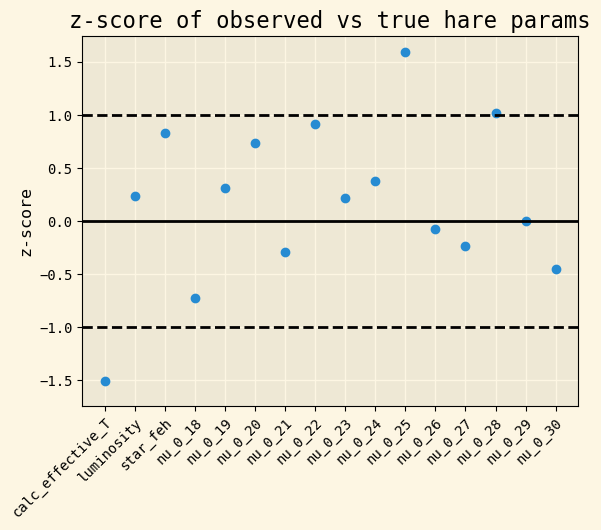 z-score of observed vs true hare params
z-score
1.5
1.0
0.5
0.0
−0.5
−1.0
−1.5
calc_effective_T
luminosity
star_feh
nu_0_18
nu_0_19
nu_0_20
nu_0_21
nu_0_22
nu_0_23
nu_0_24
nu_0_25
nu_0_26
nu_0_27
nu_0_28
nu_0_29
nu_0_30